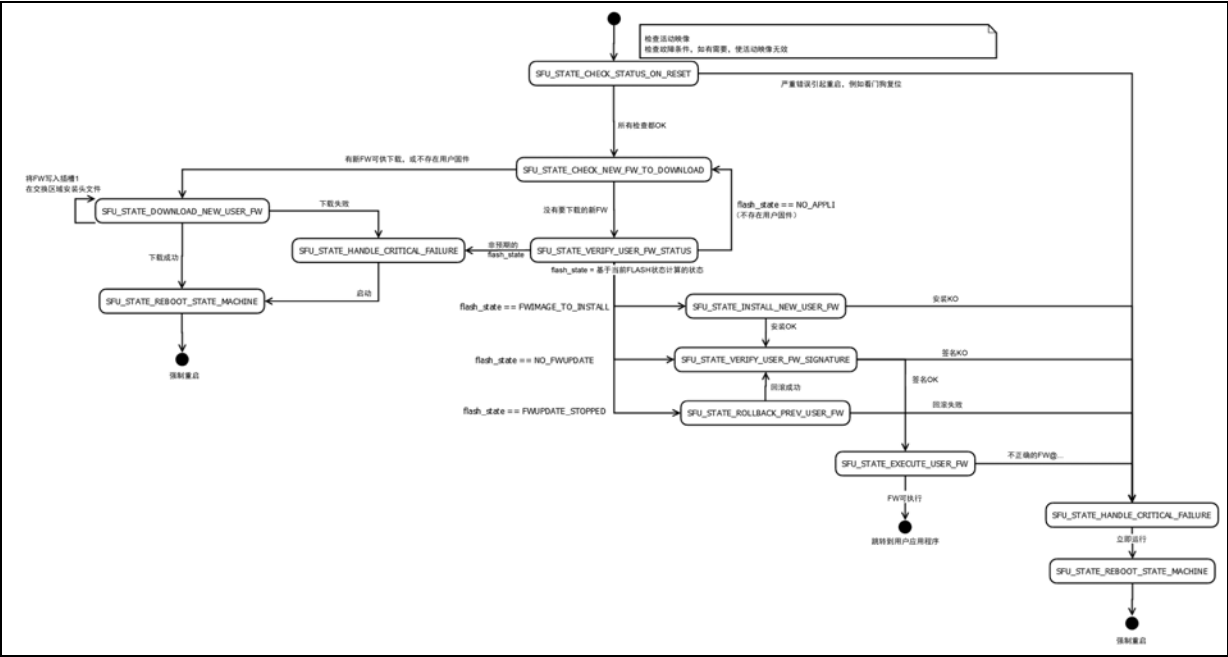 检查活动映像
检查故障条件，如有需要，使活动映像无效
SFU_STATE_CHECK_STATUS_ON_RESET
严重错误引起重启，例如看门狗复位
所有检查都OK
有新FW可供下载，或不存在用户固件
SFU_STATE_CHECK_NEW_FW_TO_DOWNLOAD
将FW写入插槽1
在交换区域安装头文件
SFU_STATE_DOWNLOAD_NEW_USER_FW
下载失败
没有要下载的新FW
flash_state == NO_APPLI
（不存在用户固件）
SFU_STATE_HANDLE_CRITICAL_FAILURE
非预期的
flash_state
SFU_STATE_VERIFY_USER_FW_STATUS
下载成功
flash_state = 基于当前FLASH状态计算的状态
SFU_STATE_REBOOT_STATE_MACHINE
启动
flash_state == FWIMAGE_TO_INSTALL
SFU_STATE_INSTALL_NEW_USER_FW
安装KO
安装OK
强制重启
flash_state == NO_FWUPDATE
SFU_STATE_VERIFY_USER_FW_SIGNATURE
签名KO
签名OK
回滚成功
flash_state == FWUPDATE_STOPPED
SFU_STATE_ROLLBACK_PREV_USER_FW
回滚失败
SFU_STATE_EXECUTE_USER_FW
不正确的FW@...
FW可执行
跳转到用户应用程序
SFU_STATE_HANDLE_CRITICAL_FAILURE
立即运行
SFU_STATE_REBOOT_STATE_MACHINE
强制重启